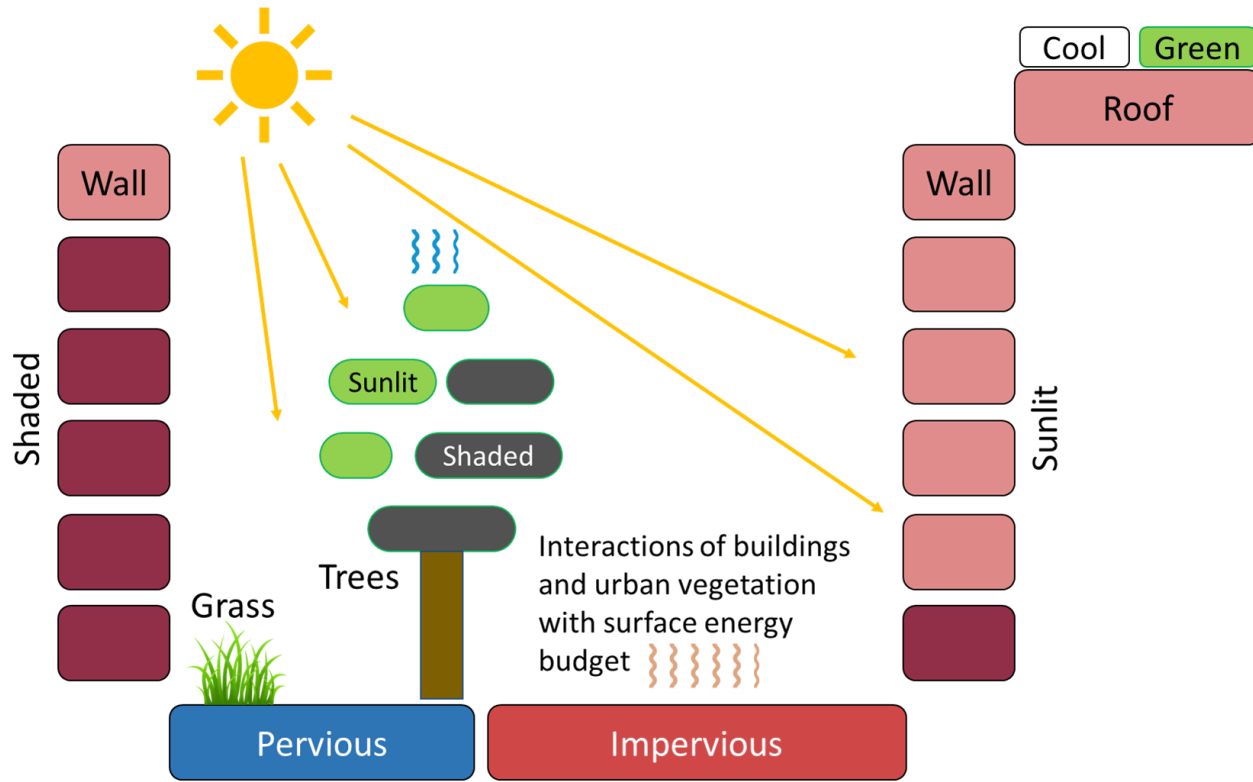 Cool
Green
Roof
Wall
Wall
Shaded
Sunlit
Sunlit
Shaded
Trees
Grass
Interactions of buildings
and urban vegetation
with surface energy
budget
Pervious
Impervious